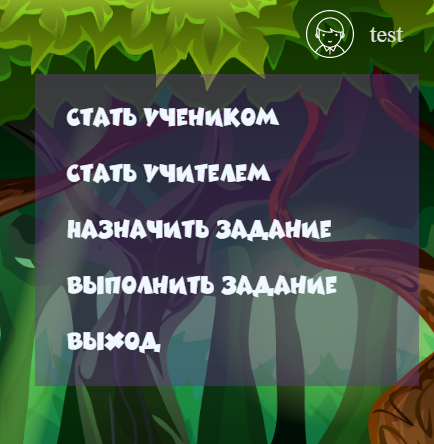 test
СТАТЬ УЧЕНИКОМ
СТАТЬ УЧИТЕЛЕМ
НАЗНАЧИТЬ ЗАДАНИЕ
ВЫПОЛНИТЬ ЗАДАНИЕ
ВЫХОД